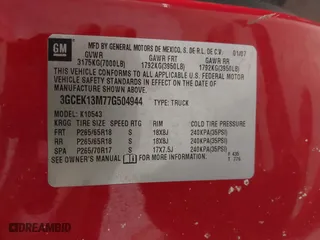 GM
MFD BY GENERAL MOTORS DE MEXICO, S. DE R.L. DE C.V. 01/07
GVWR GAWR FRT GAWR RR
3175KG(7000LB) 1792KG(3950LB) 1792KG(3950LB)
THIS VEHICLE CONFORMS TO ALL APPLICABLE U.S. FEDERAL
MOTOR VEHICLE SAFETY, BUMPER, AND THEFT PREVENTION
STANDARDS IN EFFECT ON THE DATE OF MANUFACTURE
SHOWN ABOVE.
3GCEK13M77G504944 TYPE: TRUCK
K10543
TIRE SIZE SPEED RTG RIM COLD TIRE PRESSURE
FRT P265/65R18 S 18X8J 240KPA(35PSI)
RR P265/65R18 S 18X8J 240KPA(35PSI)
SPA P265/70R17 S 17X7.5J 240KPA(35PSI)
SEE OWNER'S MANUAL FOR ADDITIONAL INFORMATION